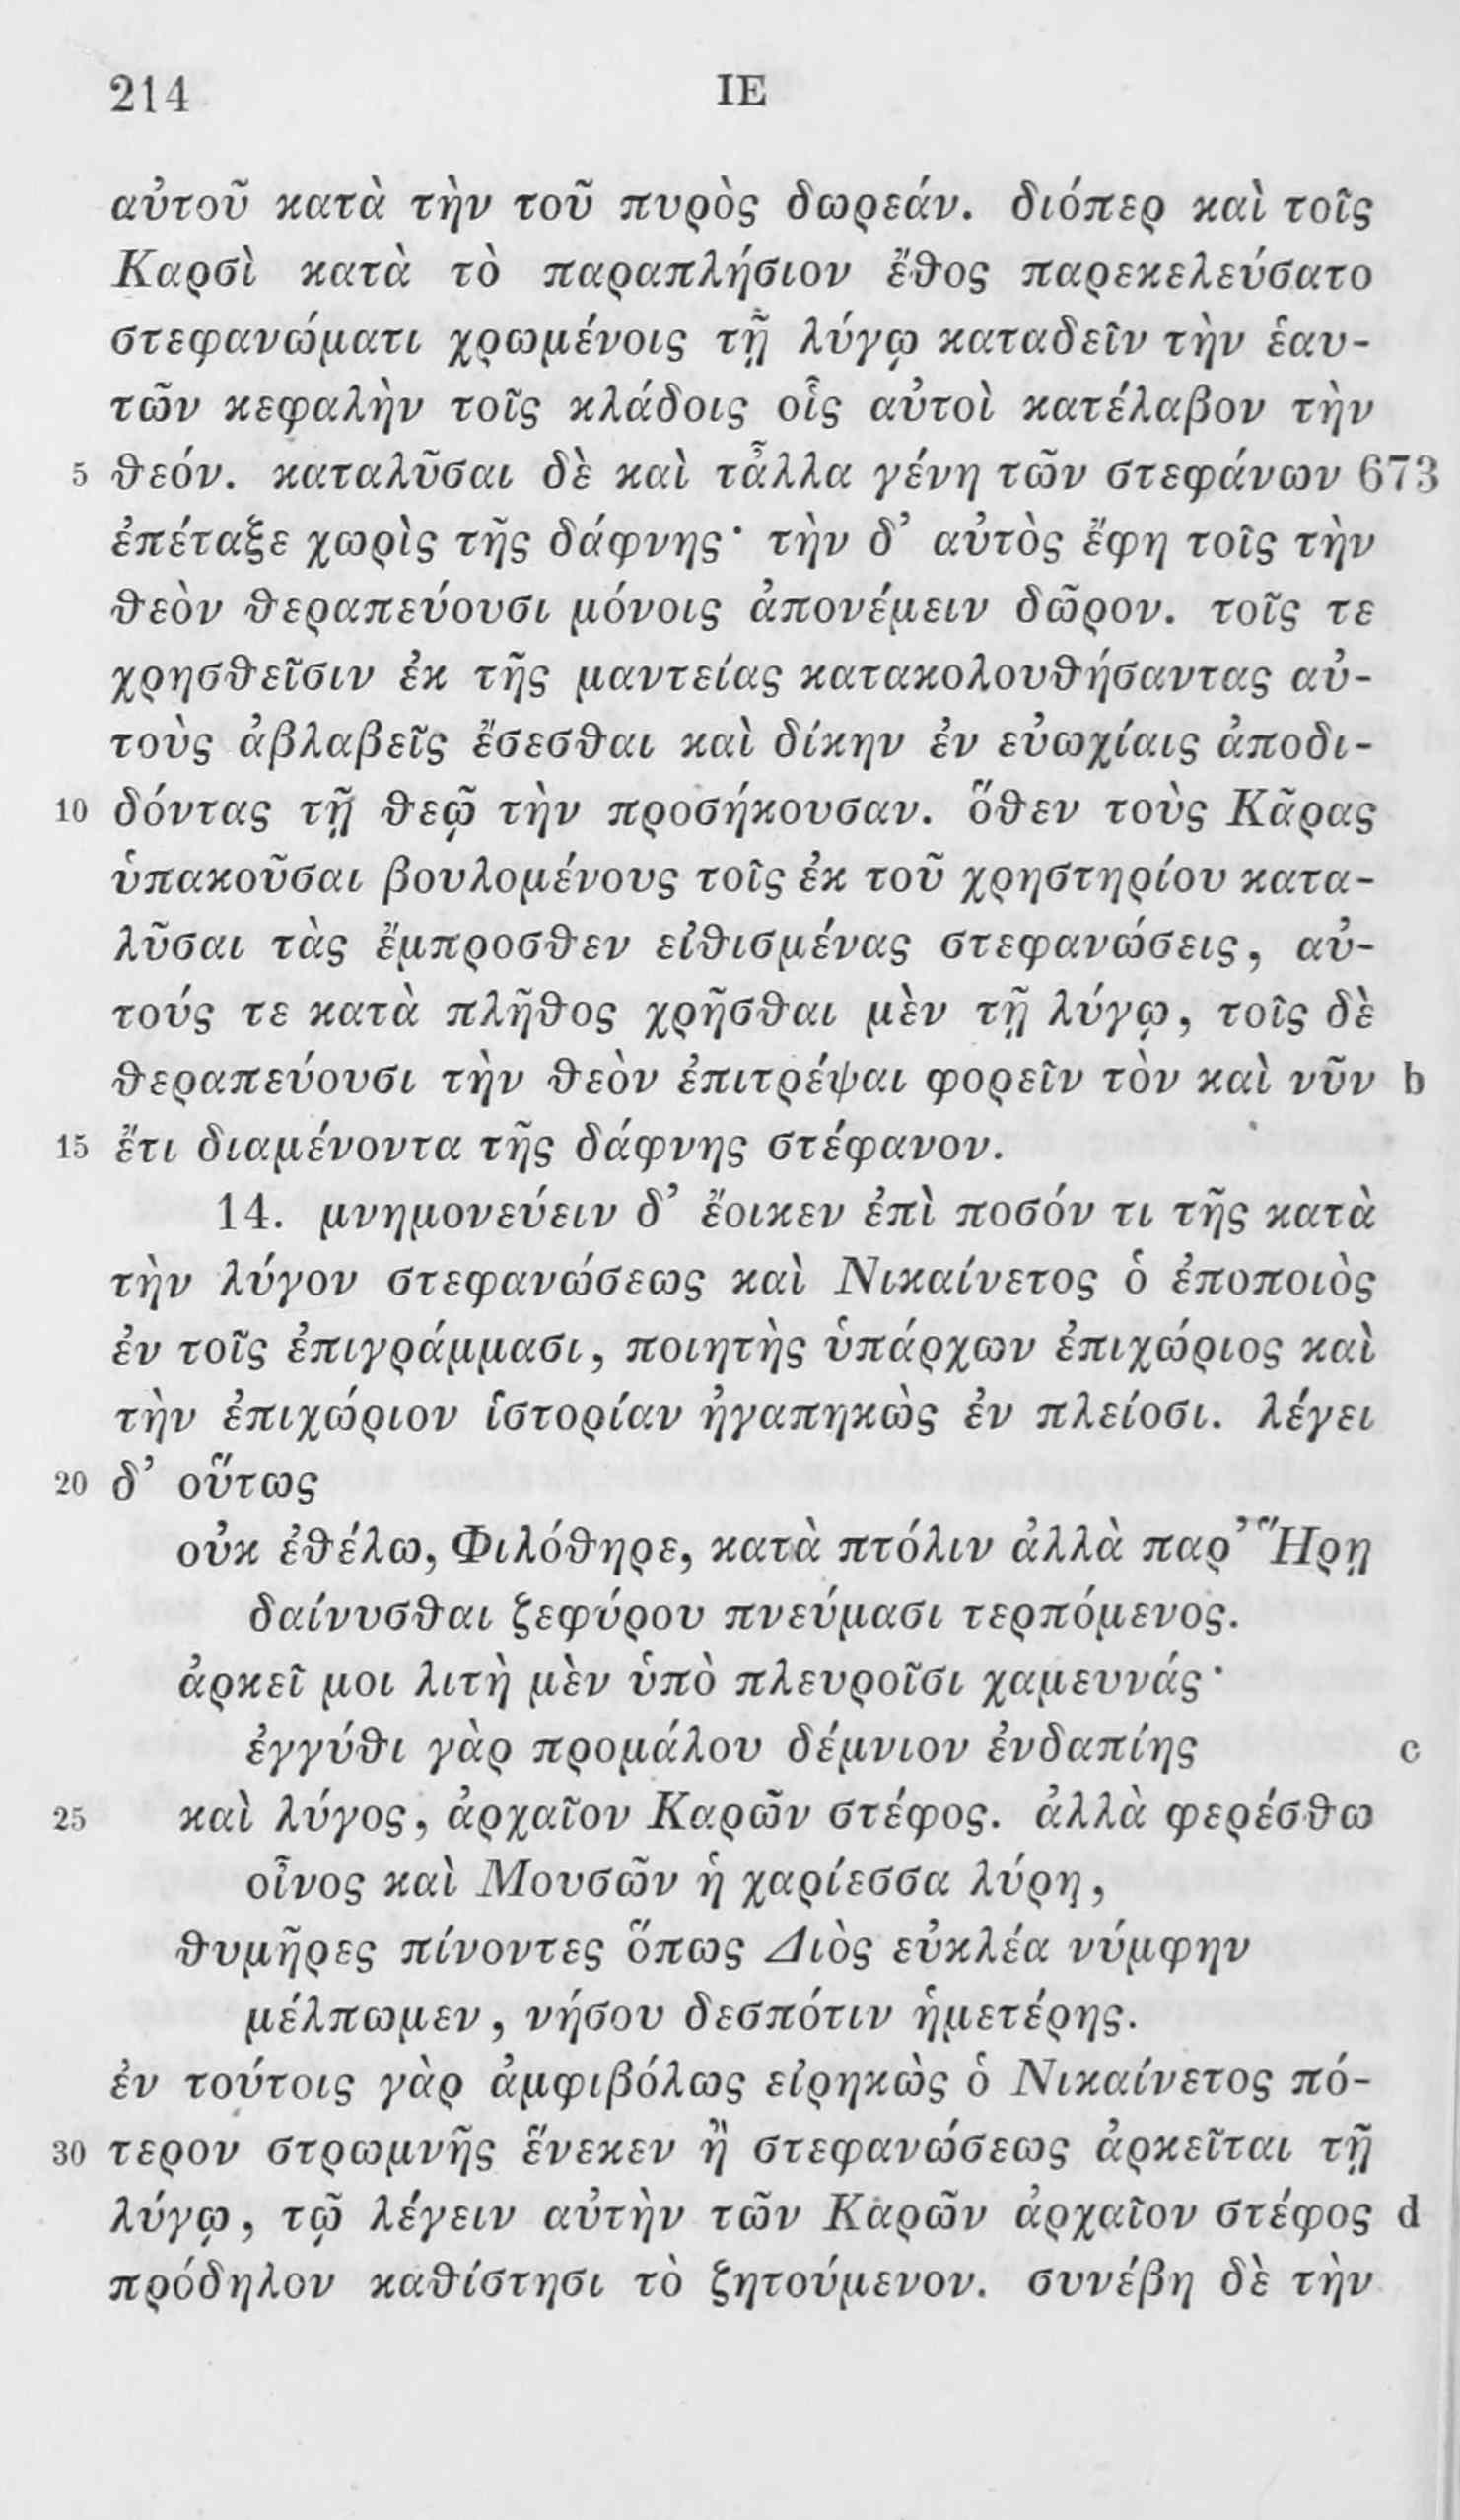 214 ΙΕ
αὐτοῦ κατὰ τὴν τοῦ πυρὸς δωρεάν. διόπερ καὶ τοῖς
Καρσὶ κατὰ τὸ παραπλήσιον ἔθος παρεκελεύσατο
στεφανώματι χρωμένοις τῇ λύγῳ καταδεῖν τὴν ἑαυ-
τῶν κεφαλὴν τοῖς κλάδοις οἷς αὐτοὶ κατέλαβον τὴν
5 θεόν. καταλῦσαι δὲ καὶ τἆλλα γένη τῶν στεφάνων 673
ἐπέταξε χωρὶς τῆς δάφνης· τὴν δ’ αὐτὸς ἔφη τοῖς τὴν
θεὸν θεραπεύουσι μόνοις ἀπονέμειν δῶρον. τοῖς τε
χρησθεῖσιν ἐκ τῆς μαντείας κατακολουθήσαντας αὐ-
τοὺς ἀβλαβεῖς ἔσεσθαι καὶ δίκην ἐν εὐωχίαις ἀποδι-
10 δόντας τῇ θεῷ τὴν προσήκουσαν. ὅθεν τοὺς Κᾶρας
ὑπακοῦσαι βουλομένους τοῖς ἐκ τοῦ χρηστηρίου κατα-
λῦσαι τὰς ἔμπροσθεν εἰθισμένας στεφανώσεις, αὐ-
τούς τε κατὰ πλῆθος χρῆσθαι μὲν τῇ λύγῳ, τοῖς δὲ
θεραπεύουσι τὴν θεὸν ἐπιτρέψαι φορεῖν τὸν καὶ νῦν b
15 ἔτι διαμένοντα τῆς δάφνης στέφανον.
14. μνημονεύειν δ’ ἔοικεν ἐπὶ ποσόν τι τῆς κατὰ
τὴν λύγον στεφανώσεως καὶ Νικαίνετος ὁ ἐποποιὸς
ἐν τοῖς ἐπιγράμμασι, ποιητὴς ὑπάρχων ἐπιχώριος καὶ
τὴν ἐπιχώριον ἱστορίαν ἠγαπηκὼς ἐν πλείοσι. λέγει
20 δ’ οὕτως
οὐκ ἐθέλω, Φιλόθηρε, κατὰ πτόλιν ἀλλὰ παρ’ Ἥρῃ
δαίνυσθαι ζεφύρου πνεύμασι τερπόμενος.
ἀρκεῖ μοι λιτὴ μὲν ὑπὸ πλευροῖσι χαμευνάς·
ἐγγύθι γὰρ προμάλου δέμνιον ἐνδαπίης c
25 καὶ λύγος, ἀρχαῖον Καρῶν στέφος. ἀλλὰ φερέσθω
οἶνος καὶ Μουσῶν ἡ χαρίεσσα λύρη,
θυμῆρες πίνοντες ὅπως Διὸς εὐκλέα νύμφην
μέλπωμεν, νήσου δεσπότιν ἡμετέρης.
ἐν τούτοις γὰρ ἀμφιβόλως εἰρηκὼς ὁ Νικαίνετος πό-
30 τερον στρωμνῆς ἕνεκεν ἢ στεφανώσεως ἀρκεῖται τῇ
λύγῳ, τῷ λέγειν αὐτὴν τῶν Καρῶν ἀρχαῖον στέφος d
πρόδηλον καθίστησι τὸ ζητούμενον. συνέβη δὲ τὴν